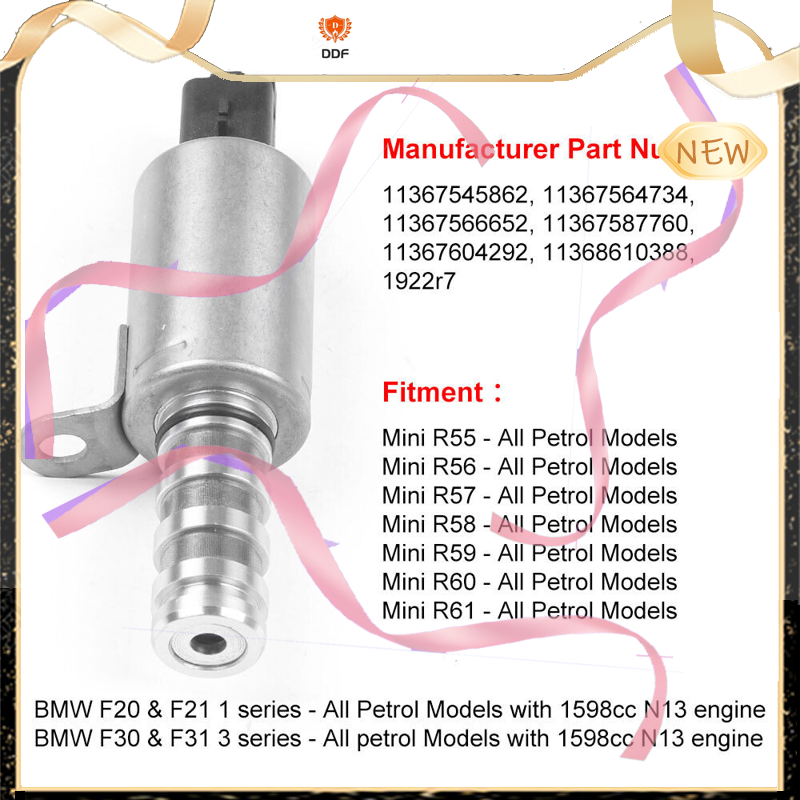 DDF
Manufacturer Part Nu
NEW
11367545862, 11367564734,
11367566652, 11367587760,
11367604292, 11368610388,
1922r7
Fitment：
Mini R55 - All Petrol Models
Mini R56 - All Petrol Models
Mini R57 - All Petrol Models
Mini R58 - All Petrol Models
Mini R59 - All Petrol Models
Mini R60 - All Petrol Models
Mini R61 - All Petrol Models
BMW F20 & F21 1 series - All Petrol Models with 1598cc N13 engine
BMW F30 & F31 3 series - All petrol Models with 1598cc N13 engine